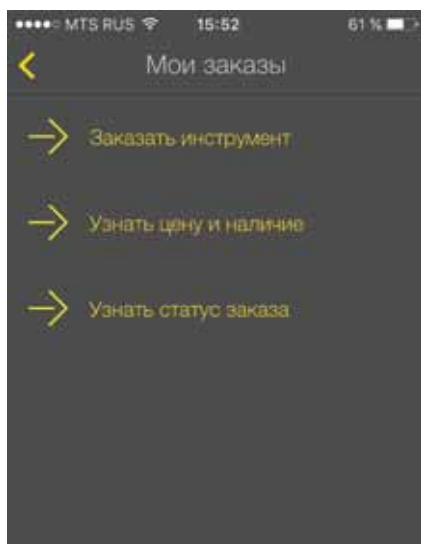 MTS RUS 15:52 61 %
Мои заказы
Заказать инструмент
Узнать цену и наличие
Узнать статус заказа